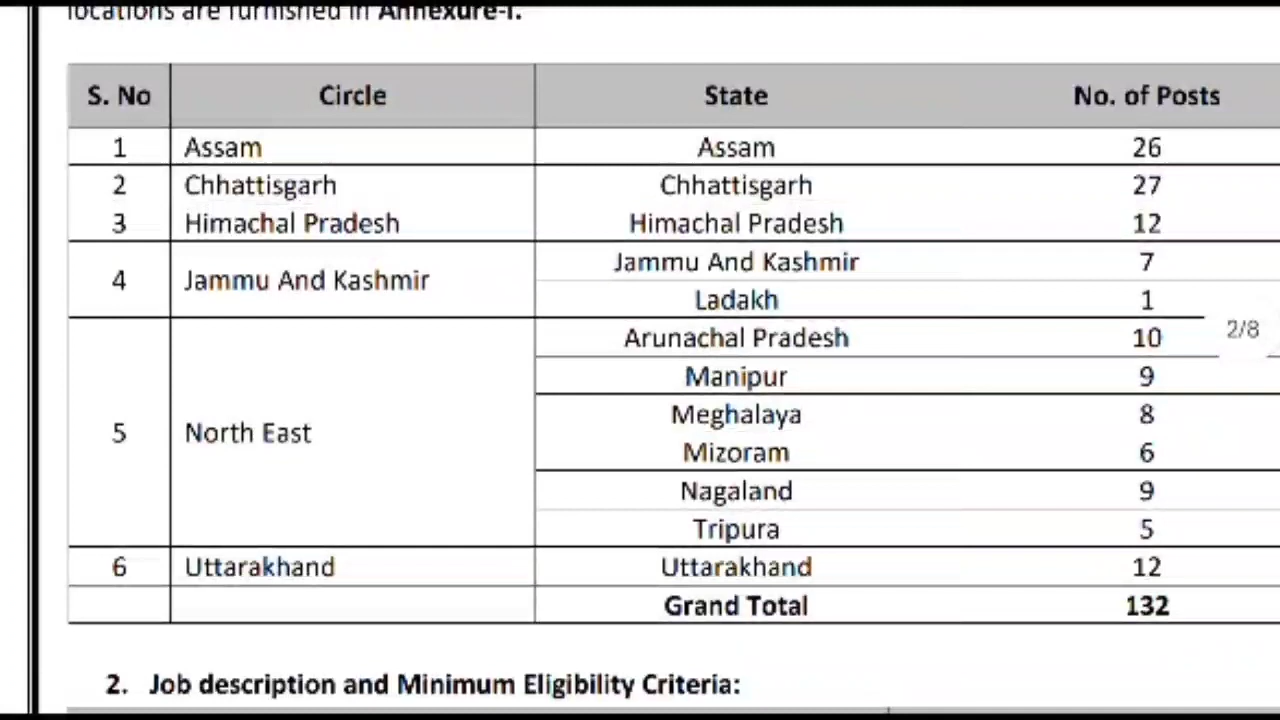 locations are furnished in Annexure-I.
S. No Circle State No. of Posts
1 Assam Assam 26
2 Chhattisgarh Chhattisgarh 27
3 Himachal Pradesh Himachal Pradesh 12
4 Jammu And Kashmir Jammu And Kashmir 7
Ladakh 1
5 North East Arunachal Pradesh 10
2/8
Manipur 9
Meghalaya 8
Mizoram 6
Nagaland 9
Tripura 5
6 Uttarakhand Uttarakhand 12
Grand Total 132
2. Job description and Minimum Eligibility Criteria: